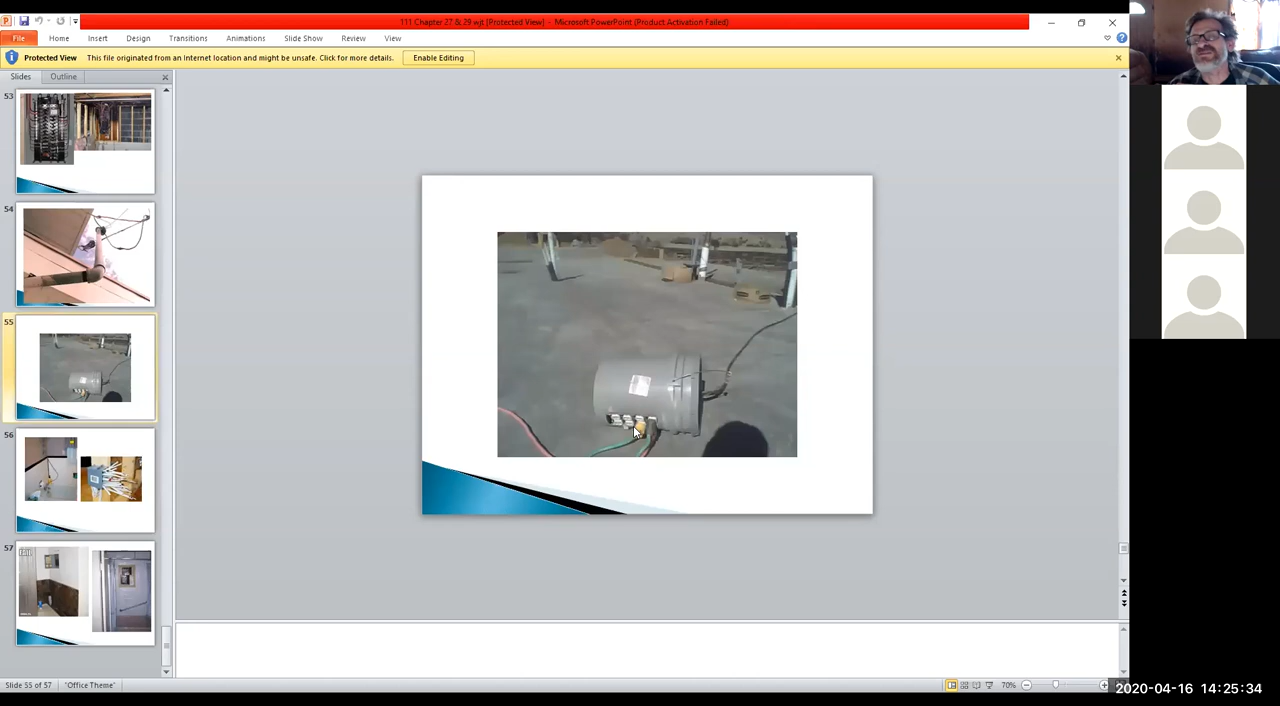 111 Chapter 27 & 29 wjt [Protected View] - Microsoft PowerPoint (Product Activation Failed)
File Home Insert Design Transitions Animations Slide Show Review View
Protected View This file originated from an Internet location and might be unsafe. Click for more details. Enable Editing
Slides Outline
53
54
55
56
57
Slide 55 of 57 "Office Theme" 70%
2020-04-16 14:25:34